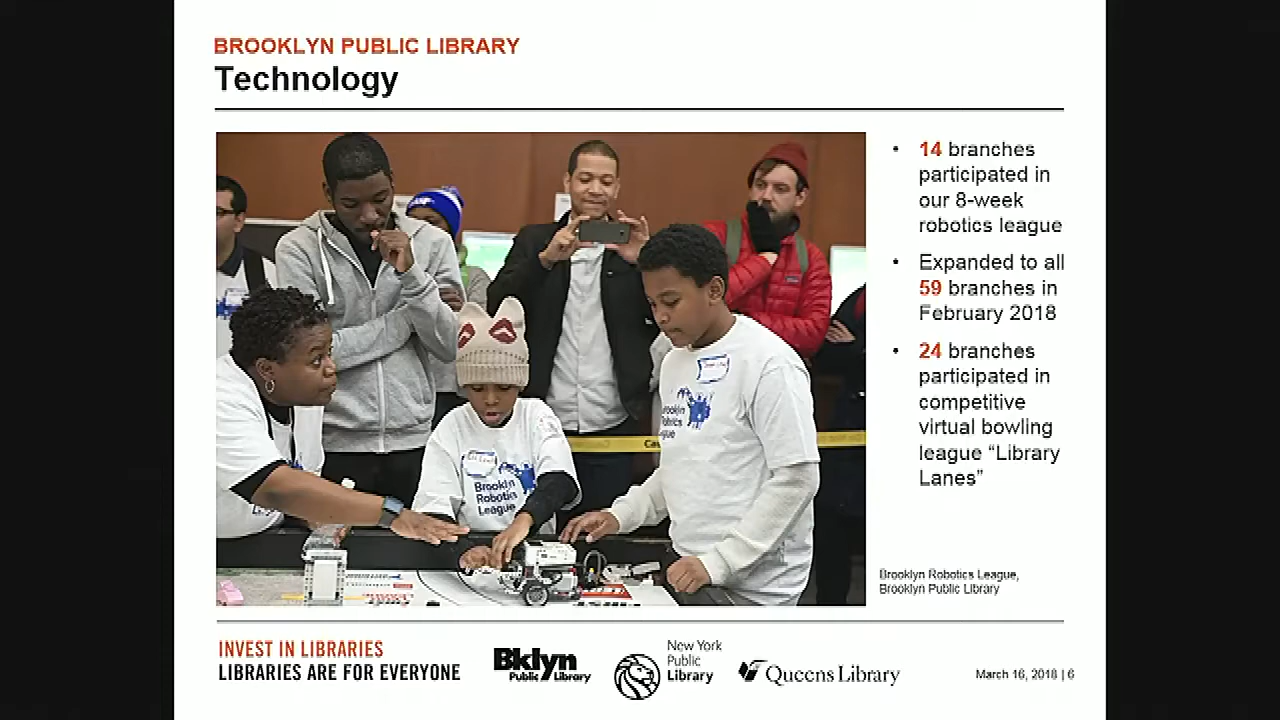 BROOKLYN PUBLIC LIBRARY
Technology
• 14 branches
participated in
our 8-week
robotics league
• Expanded to all
59 branches in
February 2018
• 24 branches
participated in
competitive
virtual bowling
league “Library
Lanes”
Brooklyn
Robotics
League
Brooklyn Robotics League,
Brooklyn Public Library
INVEST IN LIBRARIES
LIBRARIES ARE FOR EVERYONE
Bklyn
Public Library
New York
Public
Library
Queens Library
March 16, 2018 | 6